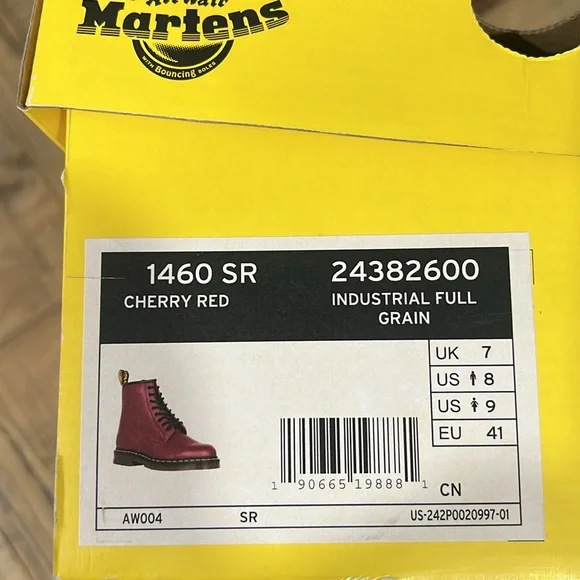 AirWair
Martens
WITH Bouncing SOLES
1460 SR 24382600
CHERRY RED INDUSTRIAL FULL
GRAIN
UK 7
US 8
US 9
EU 41
1 90665 19888 1
CN
AW004 SR US-242P0020997-01